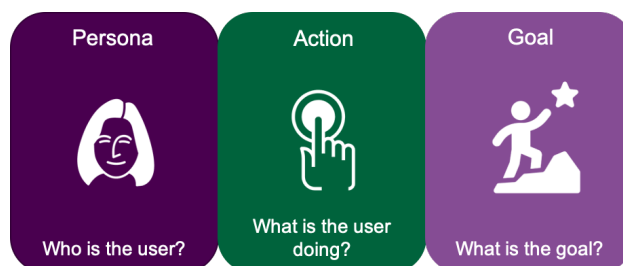 Persona
Who is the user?
Action
What is the user
doing?
Goal
What is the goal?